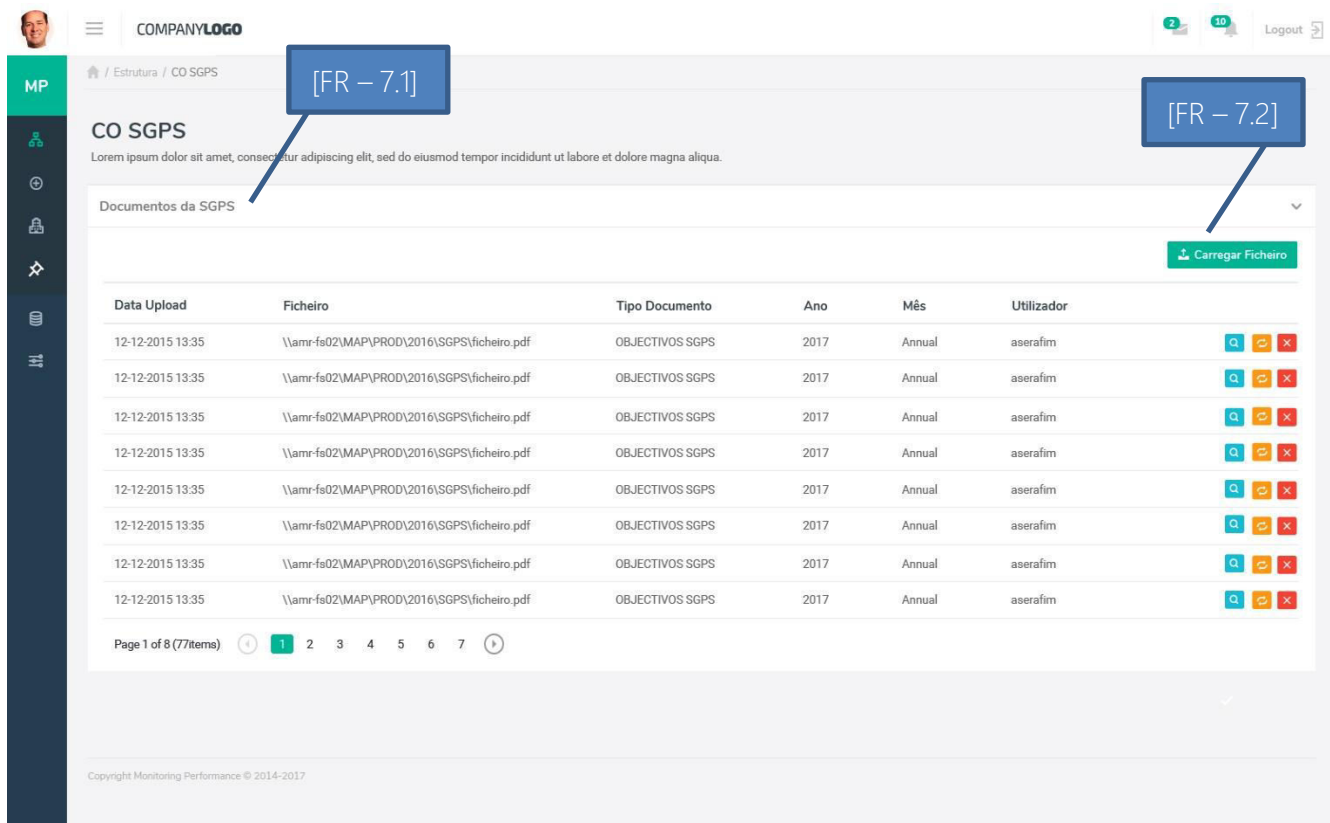 COMPANYLOGO
2
10
Logout
MP
/ Estrutura / CO SGPS
[FR – 7.1]
[FR – 7.2]
CO SGPS
Lorem ipsum dolor sit amet, consectetur adipiscing elit, sed do eiusmod tempor incididunt ut labore et dolore magna aliqua.
Documentos da SGPS
Carregar Ficheiro
Data Upload Ficheiro Tipo Documento Ano Mês Utilizador
12-12-2015 13:35 \\amr-fs02\MAP\PROD\2016\SGPS\ficheiro.pdf OBJECTIVOS SGPS 2017 Annual aserafim
12-12-2015 13:35 \\amr-fs02\MAP\PROD\2016\SGPS\ficheiro.pdf OBJECTIVOS SGPS 2017 Annual aserafim
12-12-2015 13:35 \\amr-fs02\MAP\PROD\2016\SGPS\ficheiro.pdf OBJECTIVOS SGPS 2017 Annual aserafim
12-12-2015 13:35 \\amr-fs02\MAP\PROD\2016\SGPS\ficheiro.pdf OBJECTIVOS SGPS 2017 Annual aserafim
12-12-2015 13:35 \\amr-fs02\MAP\PROD\2016\SGPS\ficheiro.pdf OBJECTIVOS SGPS 2017 Annual aserafim
12-12-2015 13:35 \\amr-fs02\MAP\PROD\2016\SGPS\ficheiro.pdf OBJECTIVOS SGPS 2017 Annual aserafim
12-12-2015 13:35 \\amr-fs02\MAP\PROD\2016\SGPS\ficheiro.pdf OBJECTIVOS SGPS 2017 Annual aserafim
12-12-2015 13:35 \\amr-fs02\MAP\PROD\2016\SGPS\ficheiro.pdf OBJECTIVOS SGPS 2017 Annual aserafim
Page 1 of 8 (77items) 1 2 3 4 5 6 7
Copyright Monitoring Performance © 2014-2017